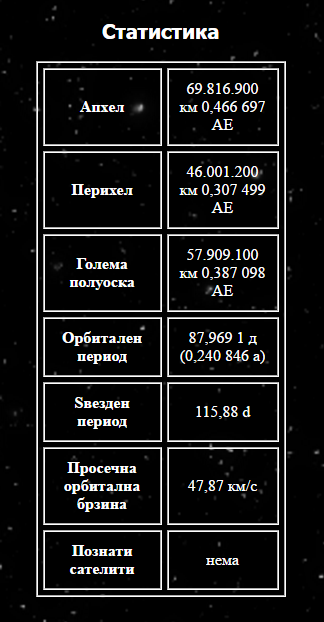 Статистика
Апхел
69.816.900
км 0,466 697
АЕ
Перихел
46.001.200
км 0,307 499
АЕ
Голема
полуоска
57.909.100
км 0,387 098
АЕ
Орбитален
период
87,969 1 д
(0,240 846 а)
Ѕвезден
период
115,88 d
Просечна
орбитална
брзина
47,87 км/с
Познати
сателити
нема